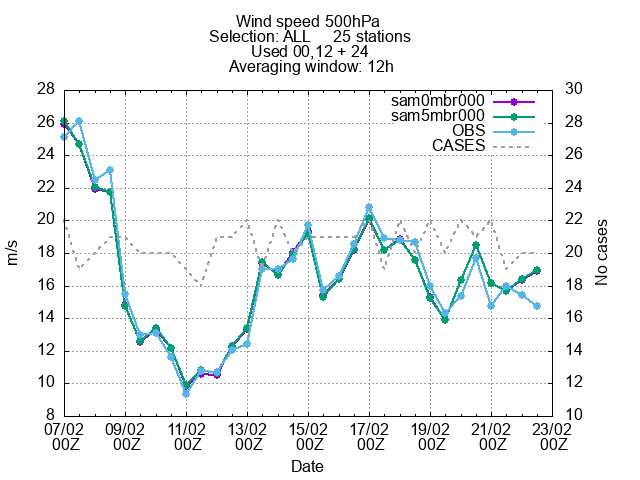 Wind speed 500hPa
Selection: ALL 25 stations
Used 00,12 + 24
Averaging window: 12h
sam0mbr000
sam5mbr000
OBS
CASES
28
26
24
22
20
18
16
14
12
10
8
m/s
30
28
26
24
22
20
18
16
14
12
10
No cases
07/02 09/02 11/02 13/02 15/02 17/02 19/02 21/02 23/02
00Z 00Z 00Z 00Z 00Z 00Z 00Z 00Z 00Z
Date